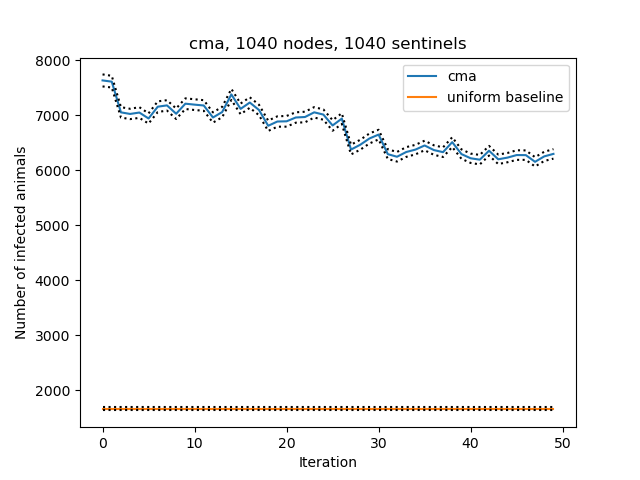 cma, 1040 nodes, 1040 sentinels
cma
uniform baseline
Number of infected animals
8000
7000
6000
5000
4000
3000
2000
0 10 20 30 40 50
Iteration